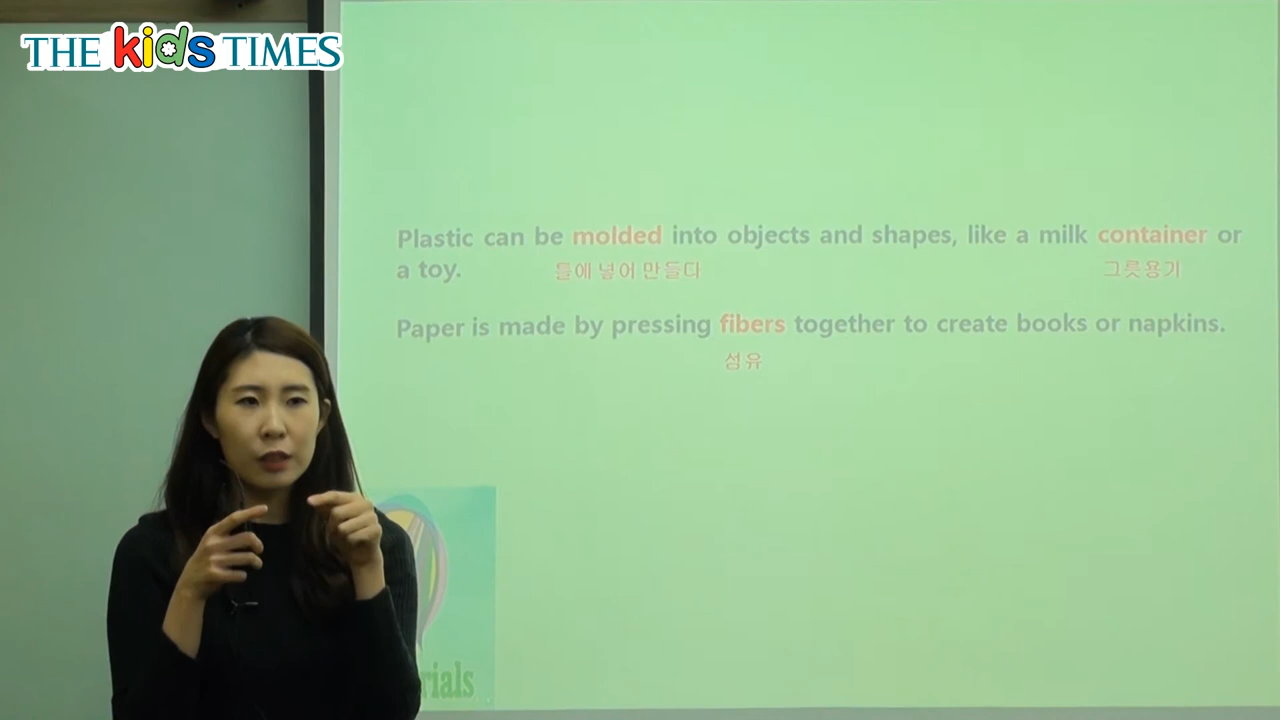 THE kids TIMES
Plastic can be molded into objects and shapes, like a milk container or
a toy. 틀에 넣어 만들다 그릇용기
Paper is made by pressing fibers together to create books or napkins.
섬유
rials